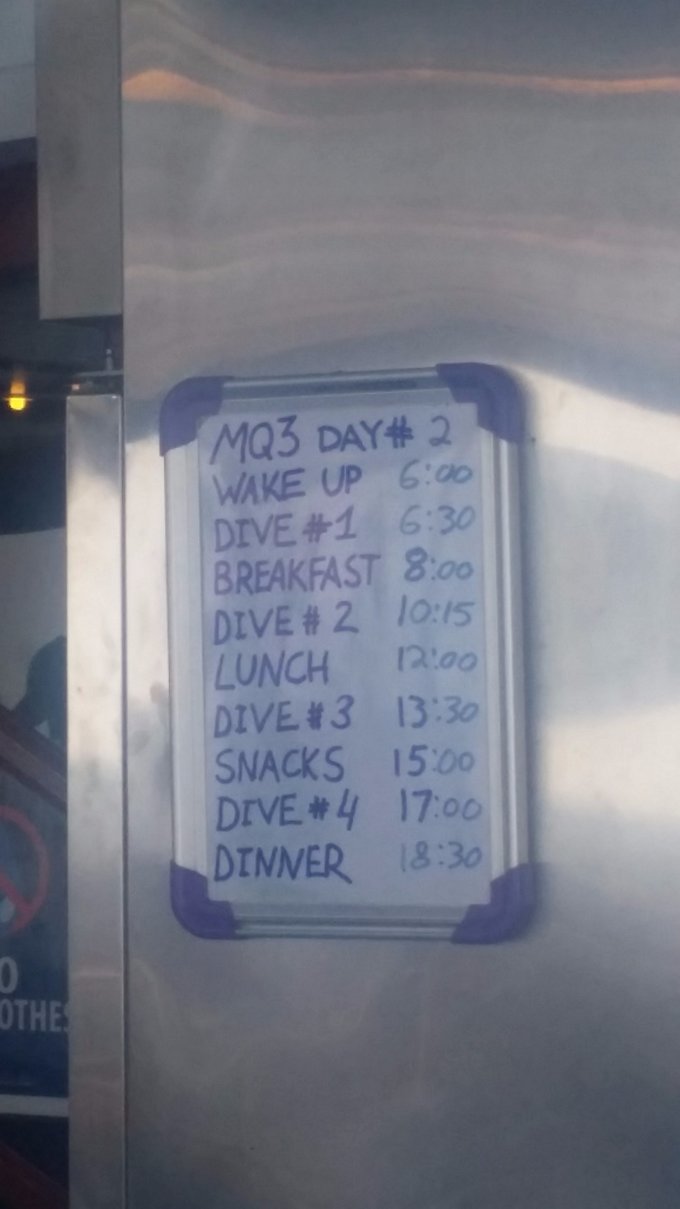 MQ3 DAY# 2
WAKE UP 6:00
DIVE #1 6:30
BREAKFAST 8:00
DIVE # 2 10:15
LUNCH 12:00
DIVE #3 13:30
SNACKS 15:00
DIVE #4 17:00
DINNER 18:30
O
OTHES